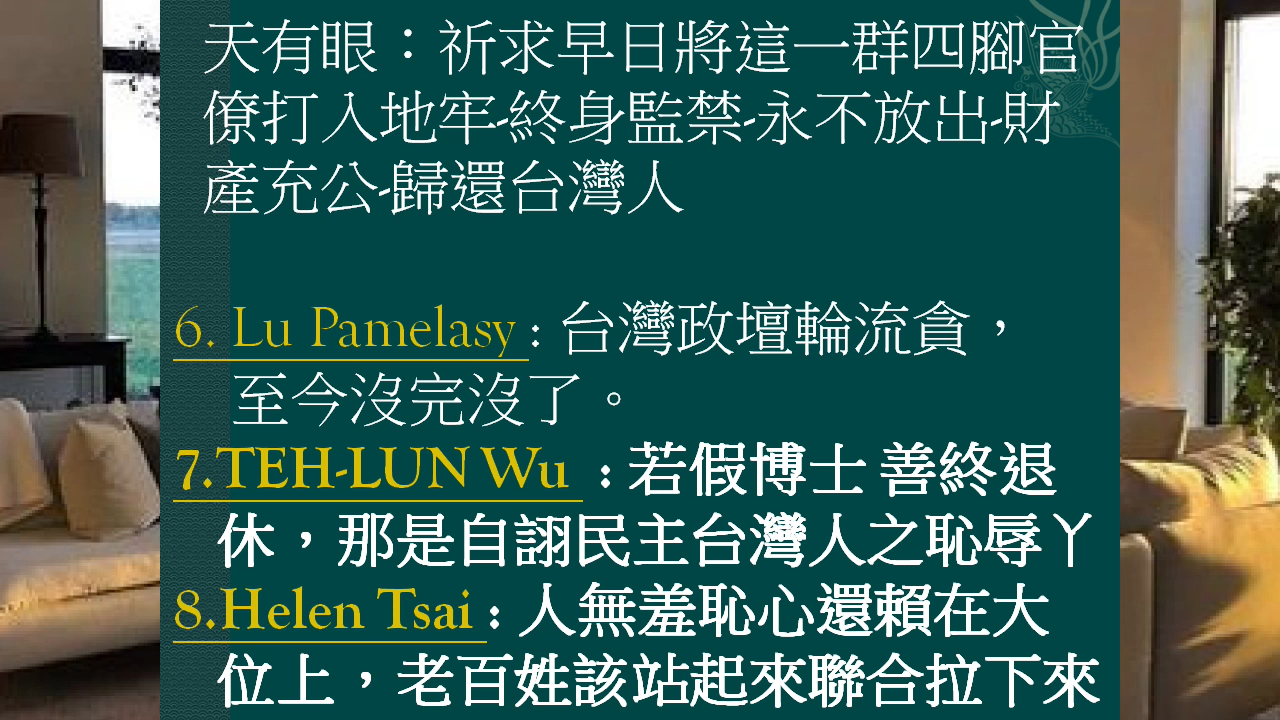 天有眼：祈求早日將這一群四腳官
僚打入地牢-終身監禁-永不放出-財
產充公-歸還台灣人
6. Lu Pamelasy : 台灣政壇輪流貪，
至今沒完沒了。
7.TEH-LUN Wu : 若假博士 善終退
休，那是自詡民主台灣人之恥辱丫
8.Helen Tsai : 人無羞恥心還賴在大
位上，老百姓該站起來聯合拉下來